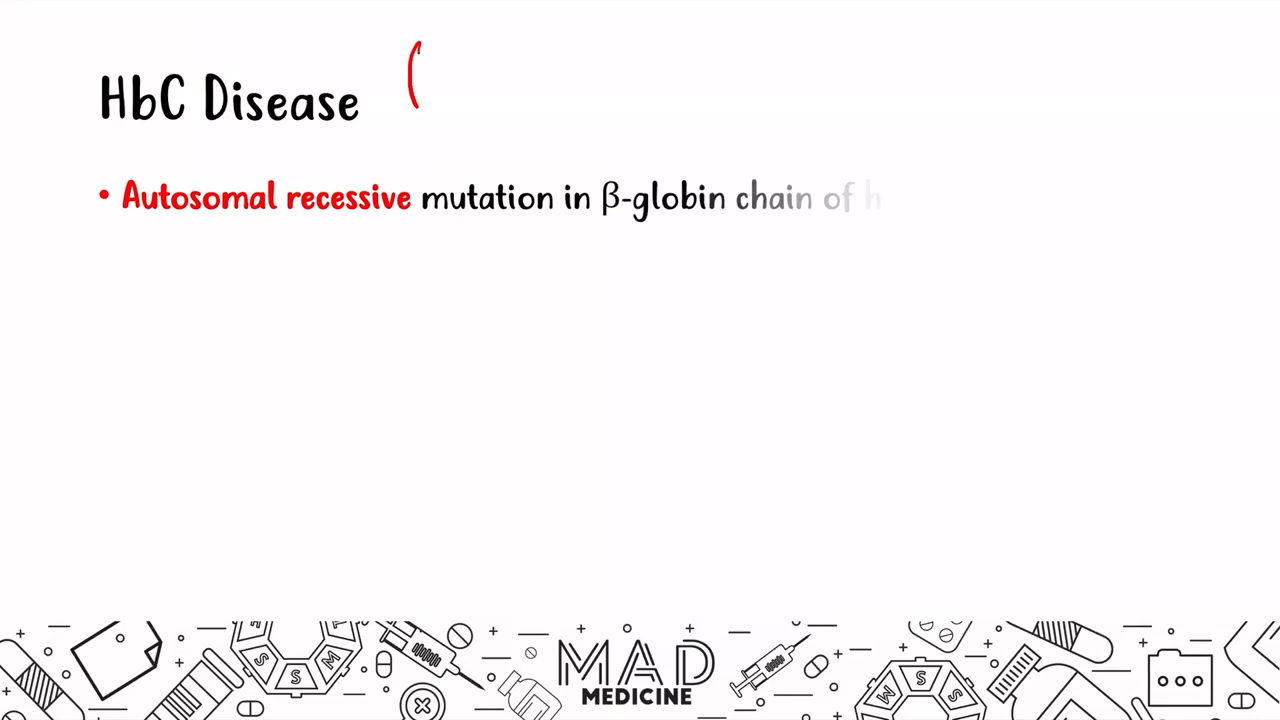 HbC Disease (
• Autosomal recessive mutation in β-globin chain of h
S S M
MAD
MEDICINE
M S S